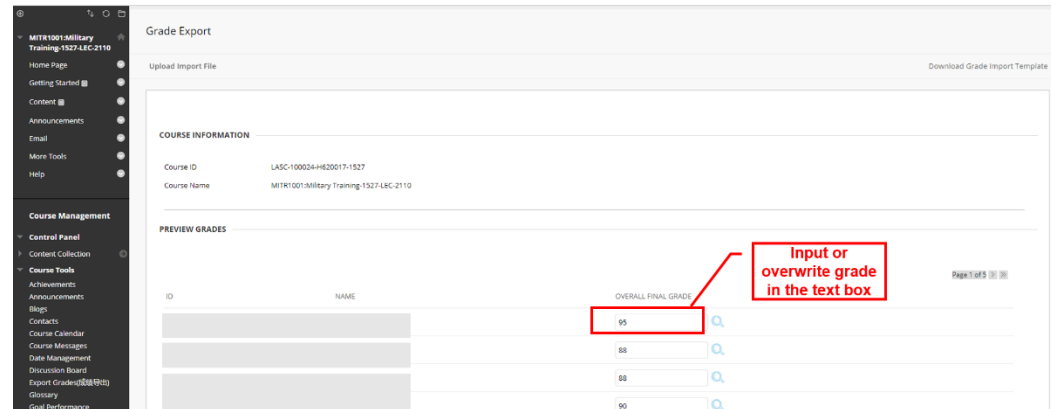 MITR1001:Military
Training-1527-LEC-2110
Home Page
Getting Started
Content
Announcements
Email
More Tools
Help
Course Management
Control Panel
Content Collection
Course Tools
Achievements
Announcements
Blogs
Contacts
Course Calendar
Course Messages
Date Management
Discussion Board
Export Grades(成绩导出)
Glossary
Goal Performance
Grade Export
Upload Import File
Download Grade Import Template
COURSE INFORMATION
Course ID LASC-100024-H620017-1527
Course Name MITR1001:Military Training-1527-LEC-2110
PREVIEW GRADES
Input or
overwrite grade
in the text box
Page 1 of 5
ID NAME OVERALL FINAL GRADE
95
88
88
90